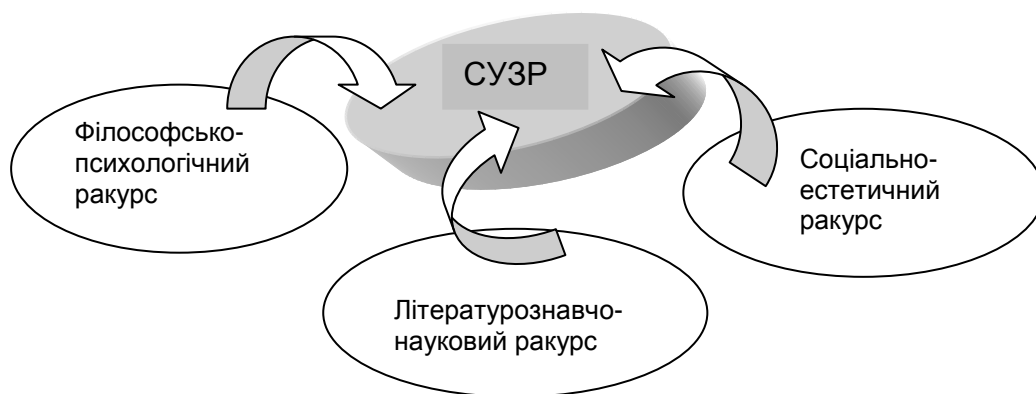 СУЗР
Філософсько-
психологічний
ракурс
Соціально-
естетичний
ракурс
Літературознавчо-
науковий ракурс